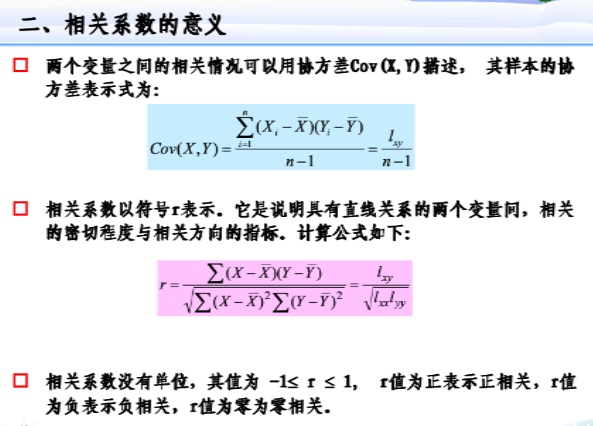 二、相关系数的意义
两个变量之间的相关情况可以用协方差Cov(X,Y)描述， 其样本的协
方差表示式为：
Cov(X,Y)=\frac{\sum_{i=1}^{n}(X_i-\bar{X})(Y_i-\bar{Y})}{n-1}=\frac{l_{xy}}{n-1}
相关系数以符号r表示。它是说明具有直线关系的两个变量间，相关
的密切程度与相关方向的指标。计算公式如下：
r=\frac{\sum(X-\bar{X})(Y-\bar{Y})}{\sqrt{\sum(X-\bar{X})^2\sum(Y-\bar{Y})^2}}=\frac{l_{xy}}{\sqrt{l_{xx}l_{yy}}}
相关系数没有单位，其值为 -1≤ r ≤ 1， r值为正表示正相关，r值
为负表示负相关，r值为零为零相关。